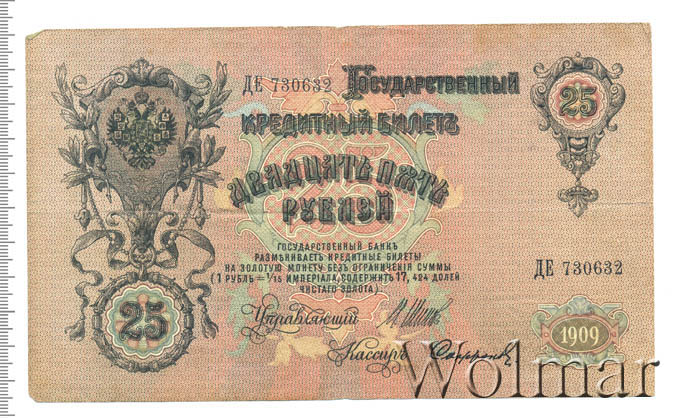 ДЕ 730632 Государственный
25
Кредитный Билетъ
Двадцать пять
Рублей
Государственный Банкъ
размѣниваетъ кредитные билеты
на золотую монету безъ ограниченія суммы
(1 рубль = 1/15 имперіала, содержитъ 17,424 долей
чистаго золота.)
ДЕ 730632
25
Управляющій
1909
Кассиръ
Wolmar